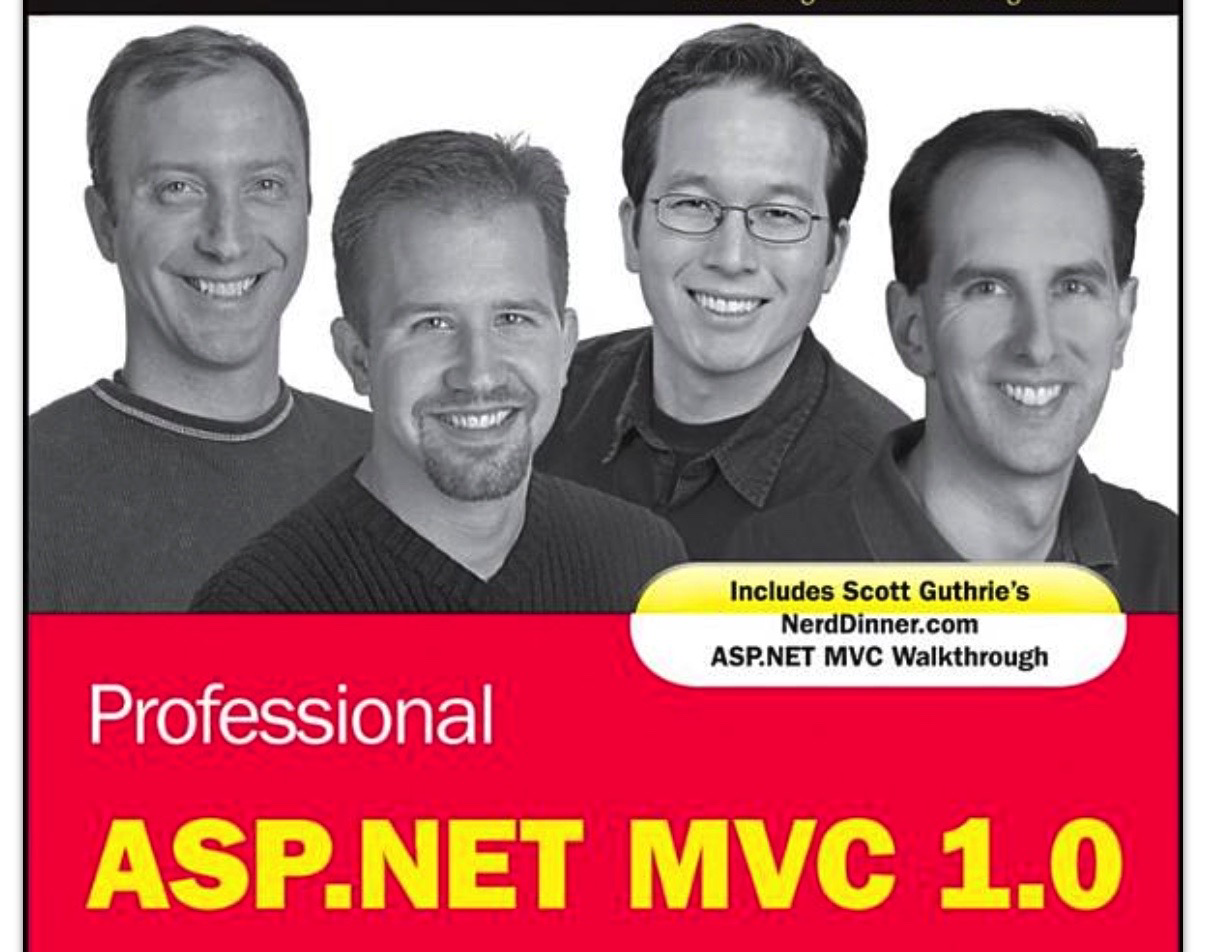 Includes Scott Guthrie's
NerdDinner.com
ASP.NET MVC Walkthrough
Professional
ASP.NET MVC 1.0